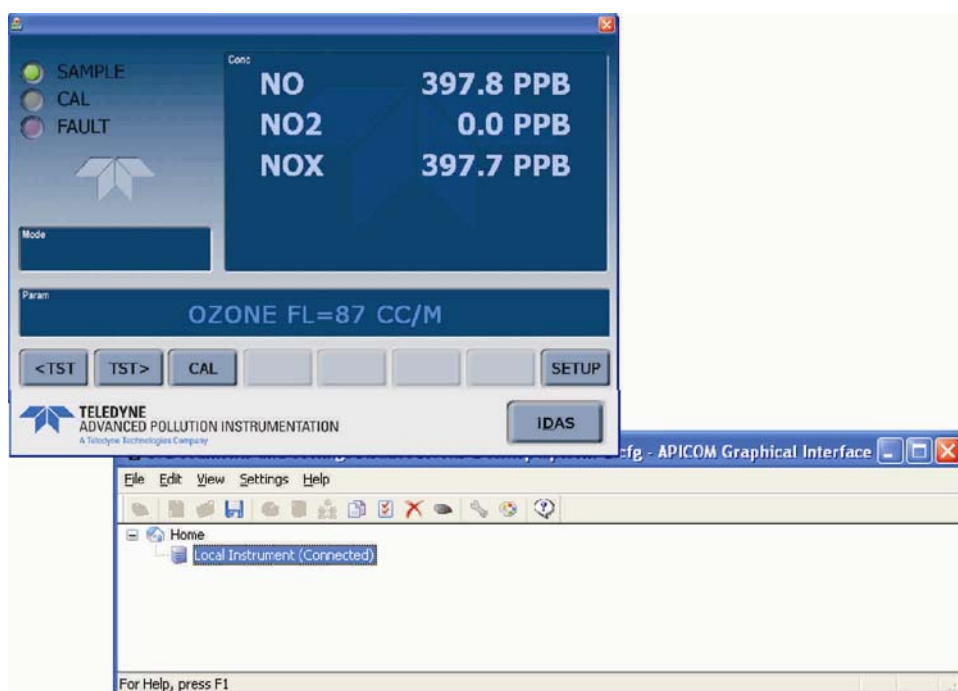 SAMPLE
CAL
FAULT
Conc
NO 397.8 PPB
NO2 0.0 PPB
NOX 397.7 PPB
Mode
Param
OZONE FL=87 CC/M
<TST TST> CAL SETUP
TELEDYNE
ADVANCED POLLUTION INSTRUMENTATION
A Teledyne Technologies Company
IDAS
cfg - APICOM Graphical Interface
File Edit View Settings Help
Home
Local Instrument (Connected)
For Help, press F1